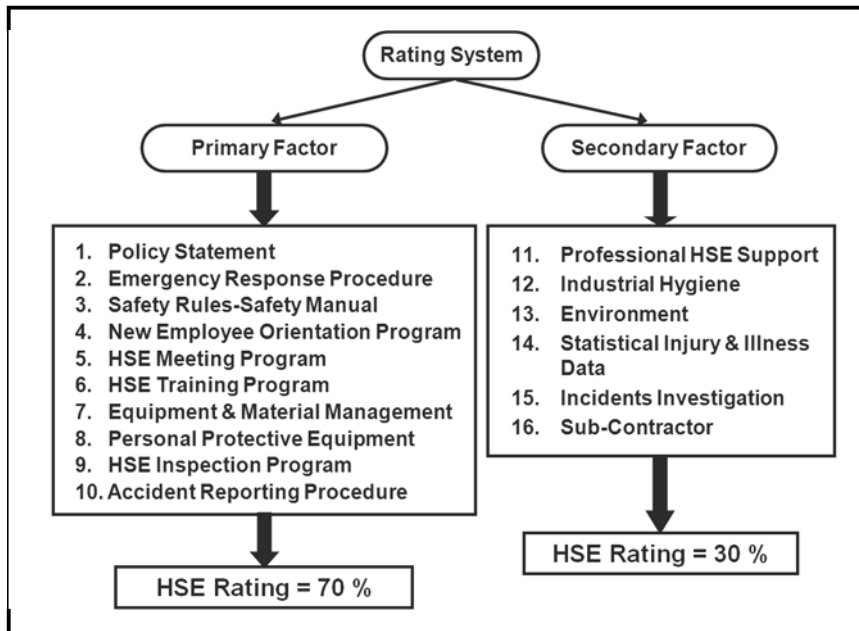 Rating System
Primary Factor
Secondary Factor
1. Policy Statement
2. Emergency Response Procedure
3. Safety Rules-Safety Manual
4. New Employee Orientation Program
5. HSE Meeting Program
6. HSE Training Program
7. Equipment & Material Management
8. Personal Protective Equipment
9. HSE Inspection Program
10. Accident Reporting Procedure
11. Professional HSE Support
12. Industrial Hygiene
13. Environment
14. Statistical Injury & Illness
Data
15. Incidents Investigation
16. Sub-Contractor
HSE Rating = 70 %
HSE Rating = 30 %